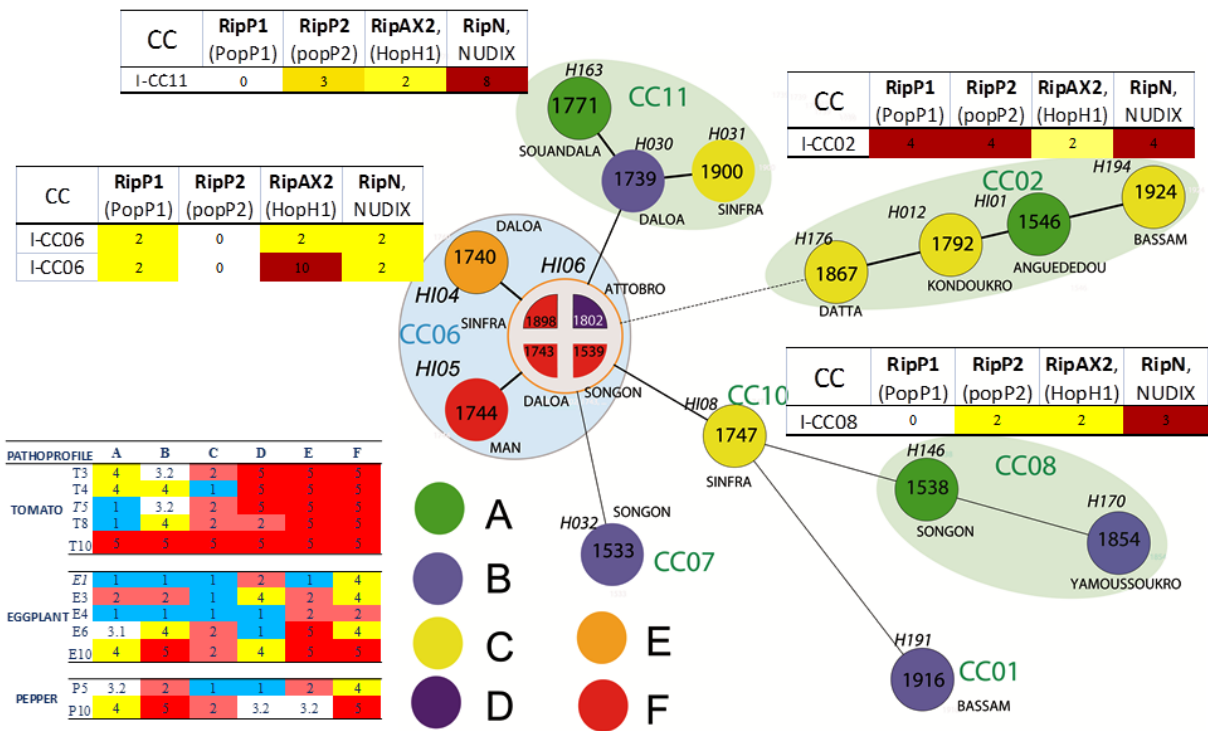 CC RipP1 (PopP1) RipP2 (popP2) RipAX2, (HopH1) RipN, NUDIX
I-CC11 0 3 2 8
CC RipP1 (PopP1) RipP2 (popP2) RipAX2, (HopH1) RipN, NUDIX
I-CC02 4 4 2 4
CC RipP1 (PopP1) RipP2 (popP2) RipAX2 (HopH1) RipN, NUDIX
I-CC06 2 0 2 2
I-CC06 2 0 10 2
CC RipP1 (PopP1) RipP2 (popP2) RipAX2, (HopH1) RipN, NUDIX
I-CC08 0 2 2 3
H163
1771
SOUANDALA
CC11
H030
1739
DALOA
H031
1900
SINFRA
CC02
H194
1924
BASSAM
HI01
1546
ANGUEDEDOU
H012
1792
KONDOUKRO
H176
1867
DATTA
DALOA
1740
HI04
SINFRA
CC06
HI05
1744
MAN
HI06
ATTOBRO
1898 1802
1743 1539
DALOA
SONGON
CC10
HI08
1747
SINFRA
H146
1538
SONGON
CC08
H170
1854
YAMOUSSOUKRO
SONGON
H032
1533
CC07
H191
1916
BASSAM
CC01
PATHOPROFILE A B C D E F
TOMATO
T3 4 3.2 2 5 5 5
T4 4 4 1 5 5 5
T5 1 3.2 2 5 5 5
T8 1 4 2 2 5 5
T10 5 5 5 5 5 5
EGGPLANT
E1 1 1 1 2 1 4
E3 2 2 1 4 2 4
E4 1 1 1 1 2 2
E6 3.1 4 2 1 5 4
E10 4 5 2 4 5 5
PEPPER
P5 3.2 2 1 1 2 4
P10 4 5 2 3.2 3.2 5
A
B
C
D
E
F